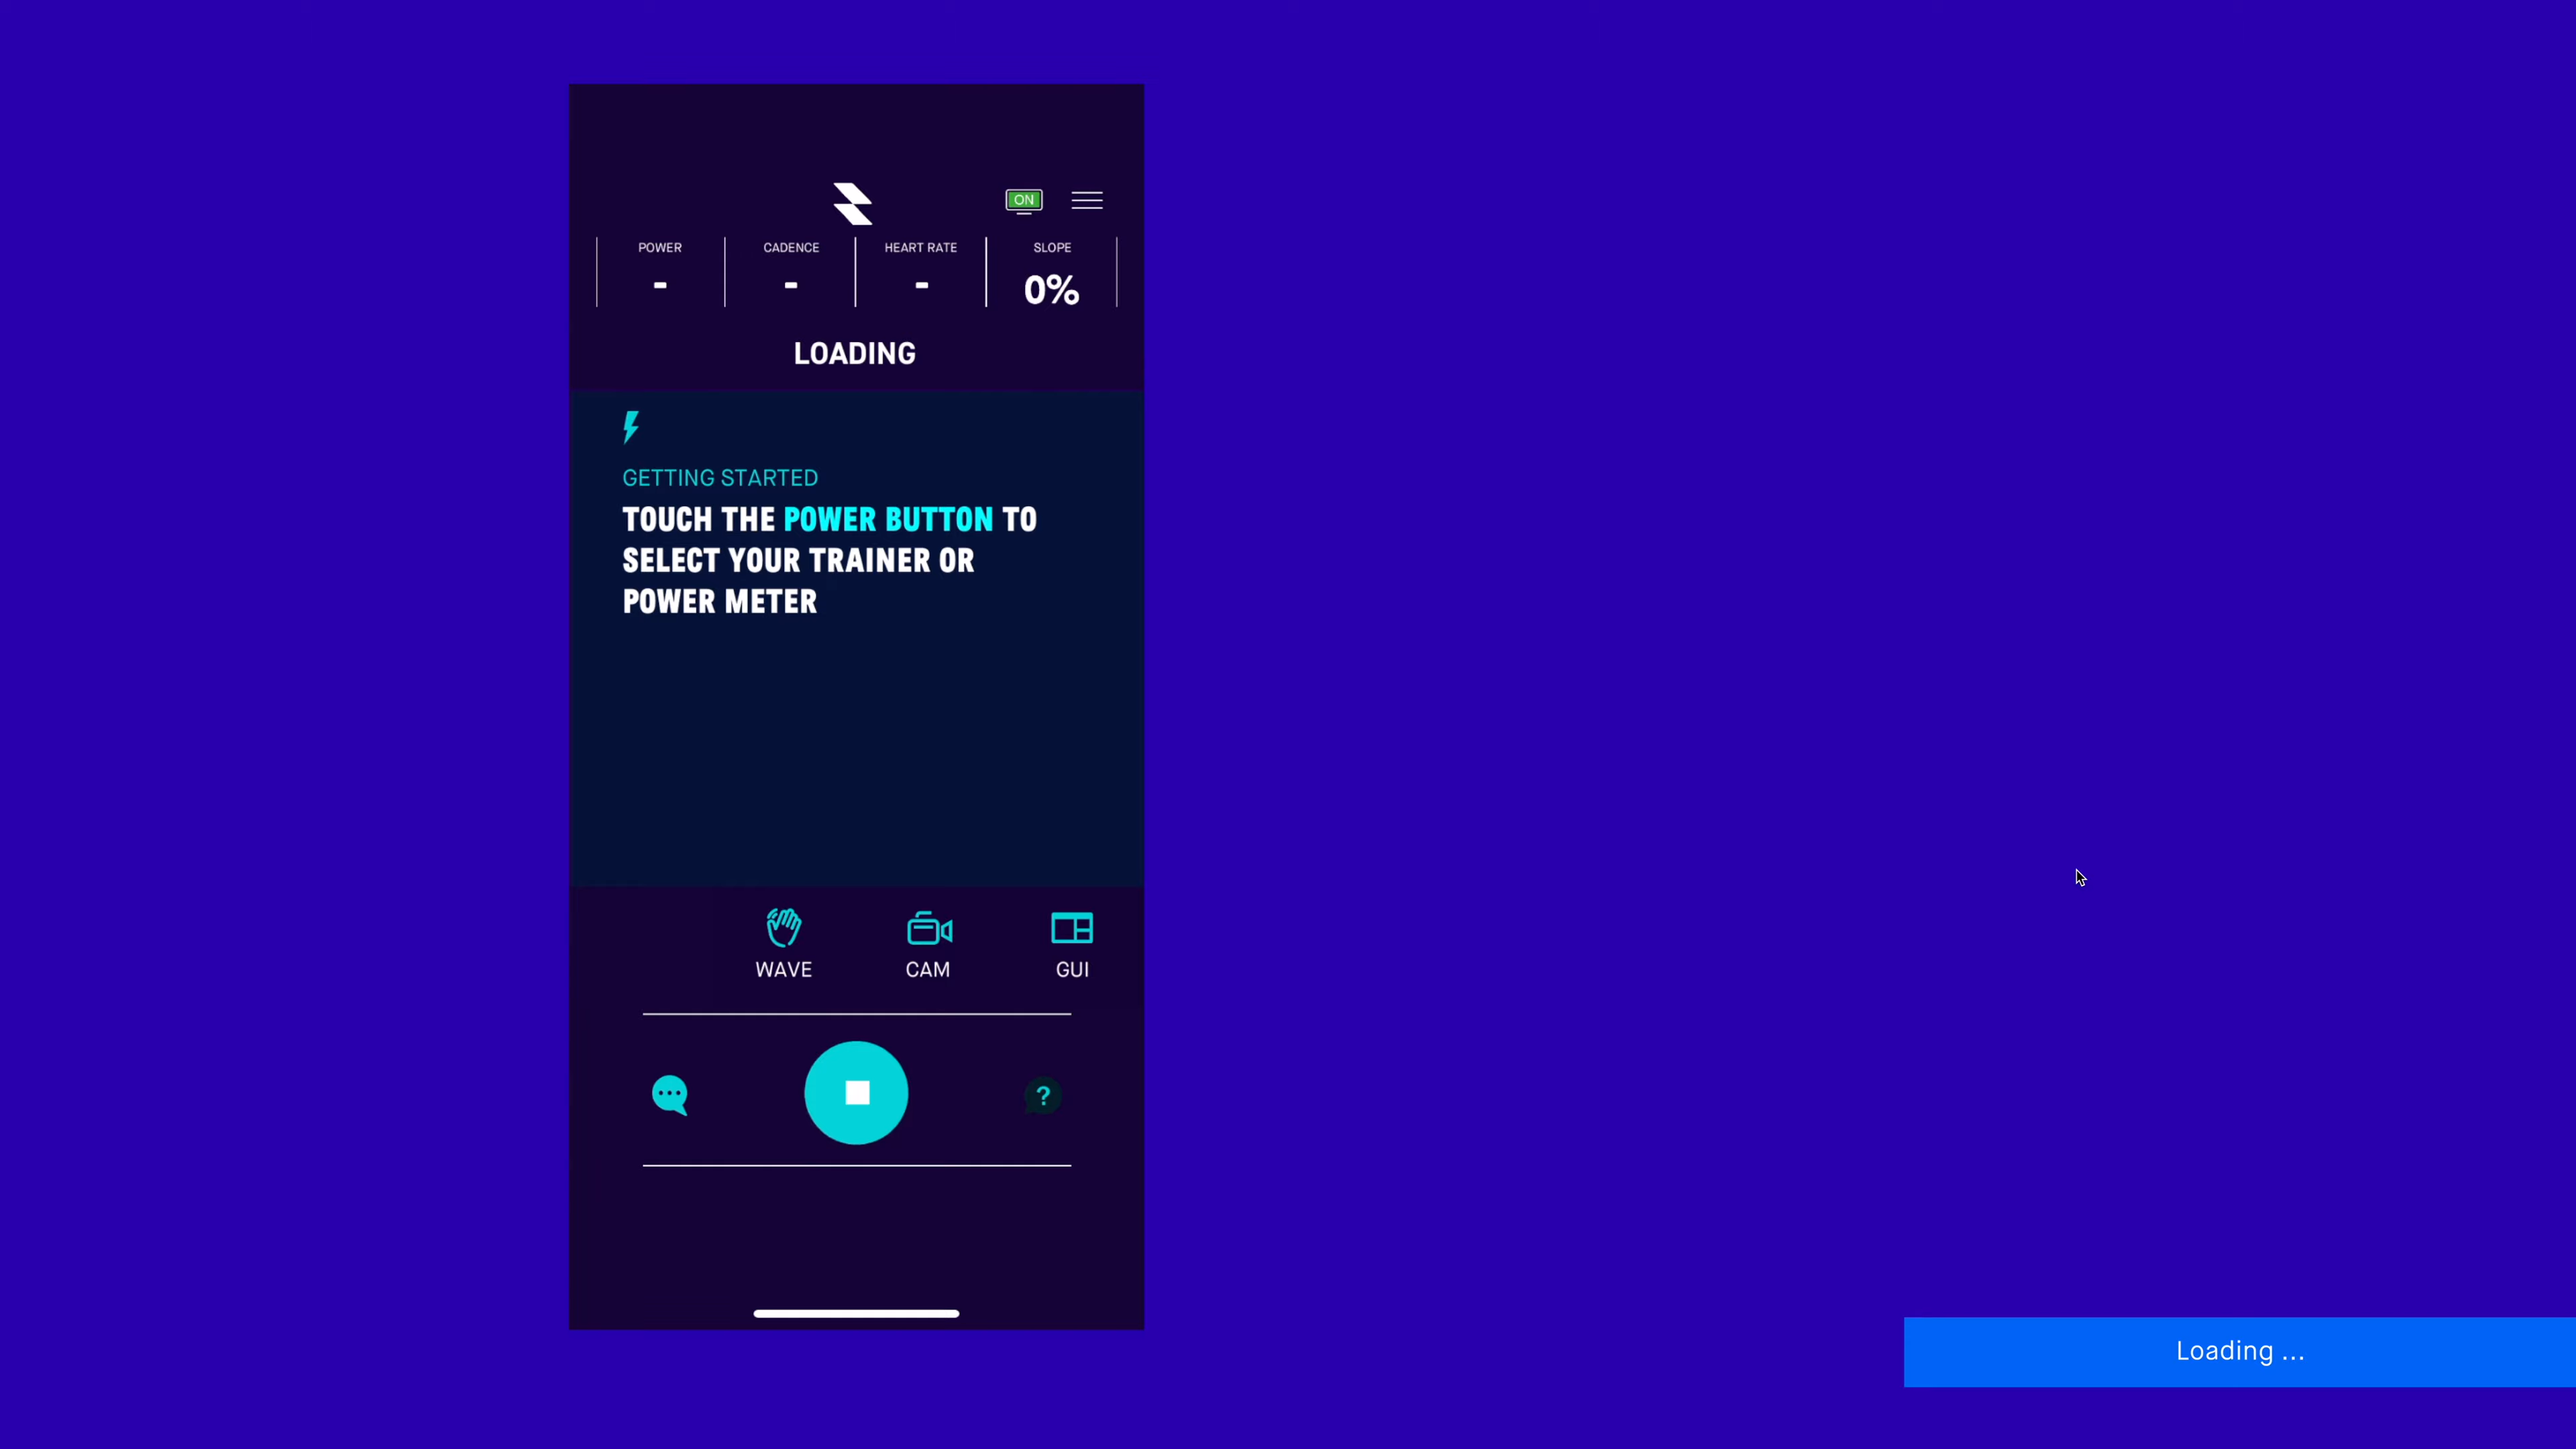 ON
POWER CADENCE HEART RATE SLOPE
- - - 0%
LOADING
GETTING STARTED
TOUCH THE POWER BUTTON TO
SELECT YOUR TRAINER OR
POWER METER
WAVE CAM GUI
?
Loading ...